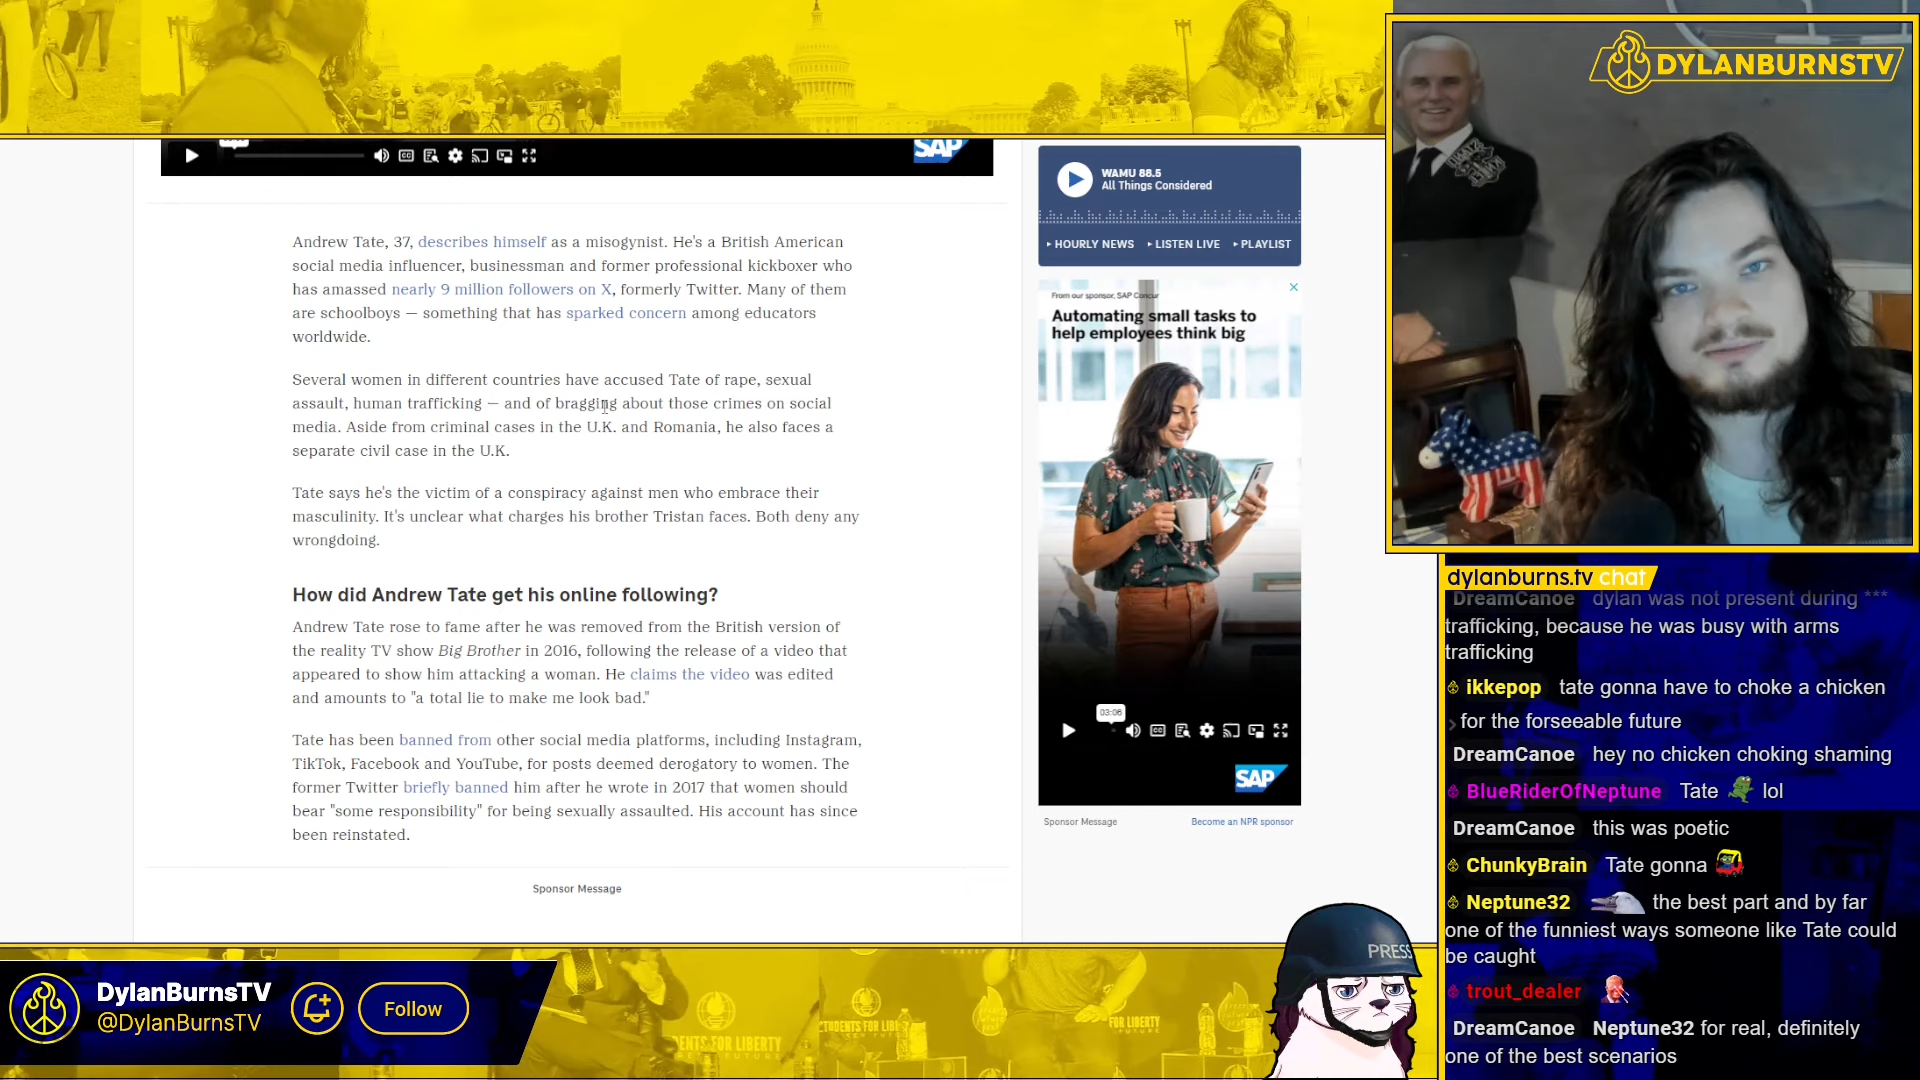 DYLANBURNSTV
SAP
WAMU 88.5
All Things Considered
HOURLY NEWS
LISTEN LIVE
PLAYLIST
Andrew Tate, 37, describes himself as a misogynist. He's a British American
social media influencer, businessman and former professional kickboxer who
has amassed nearly 9 million followers on X, formerly Twitter. Many of them
are schoolboys — something that has sparked concern among educators
worldwide.
Several women in different countries have accused Tate of rape, sexual
assault, human trafficking — and of bragging about those crimes on social
media. Aside from criminal cases in the U.K. and Romania, he also faces a
separate civil case in the U.K.
Tate says he's the victim of a conspiracy against men who embrace their
masculinity. It's unclear what charges his brother Tristan faces. Both deny any
wrongdoing.
How did Andrew Tate get his online following?
Andrew Tate rose to fame after he was removed from the British version of
the reality TV show Big Brother in 2016, following the release of a video that
appeared to show him attacking a woman. He claims the video was edited
and amounts to "a total lie to make me look bad."
Tate has been banned from other social media platforms, including Instagram,
TikTok, Facebook and YouTube, for posts deemed derogatory to women. The
former Twitter briefly banned him after he wrote in 2017 that women should
bear "some responsibility" for being sexually assaulted. His account has since
been reinstated.
Sponsor Message
From our sponsor, SAP Concur
Automating small tasks to
help employees think big
03:06
SAP
Sponsor Message
Become an NPR sponsor
dylanburns.tv chat
DreamCanoe dylan was not present during ***
trafficking, because he was busy with arms
trafficking
ikkepop tate gonna have to choke a chicken
for the forseeable future
DreamCanoe hey no chicken choking shaming
BlueRiderOfNeptune Tate lol
DreamCanoe this was poetic
ChunkyBrain Tate gonna
Neptune32 the best part and by far
one of the funniest ways someone like Tate could
be caught
trout_dealer
DreamCanoe Neptune32 for real, definitely
one of the best scenarios
PRESS
DylanBurnsTV
@DylanBurnsTV
Follow